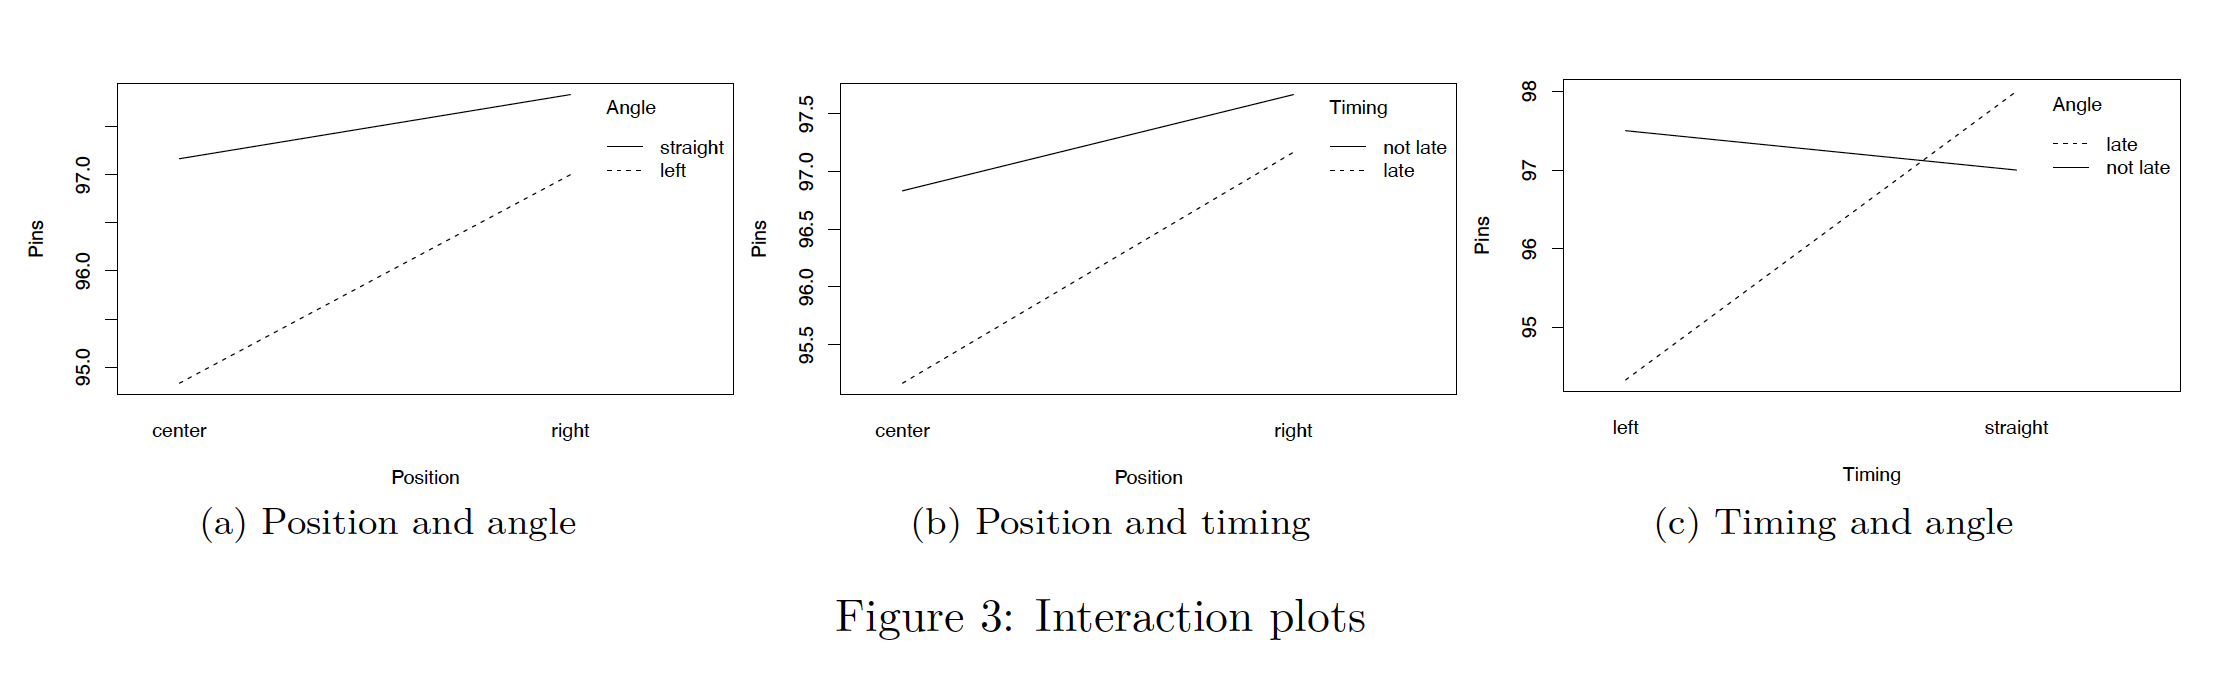 Angle
straight
left
97.0
96.0
95.0
Pins
center right
Position
(a) Position and angle
Timing
not late
late
97.5
97.0
96.5
96.0
95.5
Pins
center right
Position
(b) Position and timing
Angle
late
not late
98
97
96
95
Pins
left straight
Timing
(c) Timing and angle
Figure 3: Interaction plots